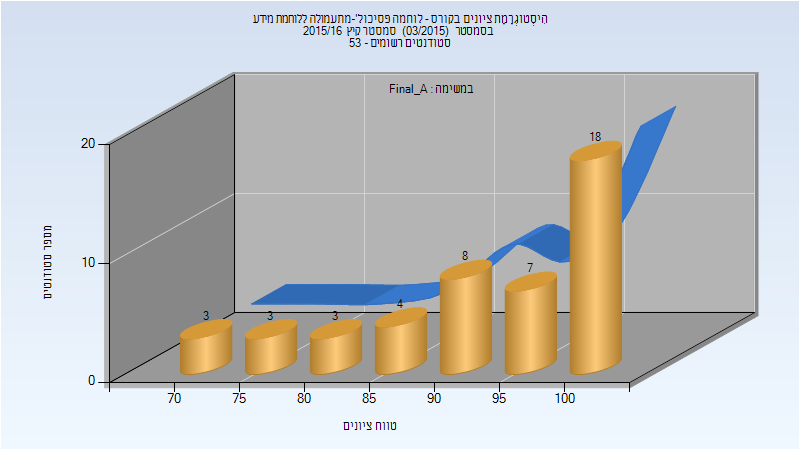 היסטוגרמת ציונים בקורס - לוחמה פסיכול'-מתעמולה ללוחמת מידע
בסמסטר (03/2015) סמסטר קיץ 2015/16
סטודנטים רשומים - 53
במשימה : Final_A
20
10
0
מספר סטודנטים
3
3
3
4
8
7
18
70
75
80
85
90
95
100
טווח ציונים